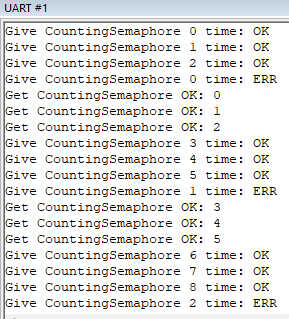 UART #1
Give CountingSemaphore 0 time: OK
Give CountingSemaphore 1 time: OK
Give CountingSemaphore 2 time: OK
Give CountingSemaphore 0 time: ERR
Get CountingSemaphore OK: 0
Get CountingSemaphore OK: 1
Get CountingSemaphore OK: 2
Give CountingSemaphore 3 time: OK
Give CountingSemaphore 4 time: OK
Give CountingSemaphore 5 time: OK
Give CountingSemaphore 1 time: ERR
Get CountingSemaphore OK: 3
Get CountingSemaphore OK: 4
Get CountingSemaphore OK: 5
Give CountingSemaphore 6 time: OK
Give CountingSemaphore 7 time: OK
Give CountingSemaphore 8 time: OK
Give CountingSemaphore 2 time: ERR